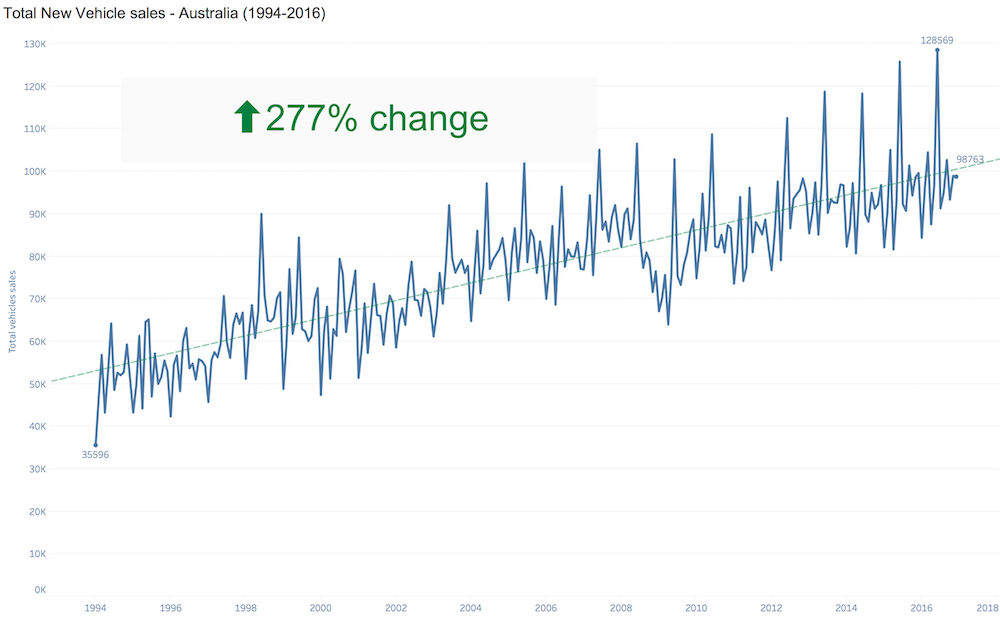 Total New Vehicle sales - Australia (1994-2016)
130K
128569
120K
277% change
110K
100K
98763
90K
80K
70K
Total vehicles sales
60K
50K
40K
35596
30K
20K
10K
0K
1994 1996 1998 2000 2002 2004 2006 2008 2010 2012 2014 2016 2018